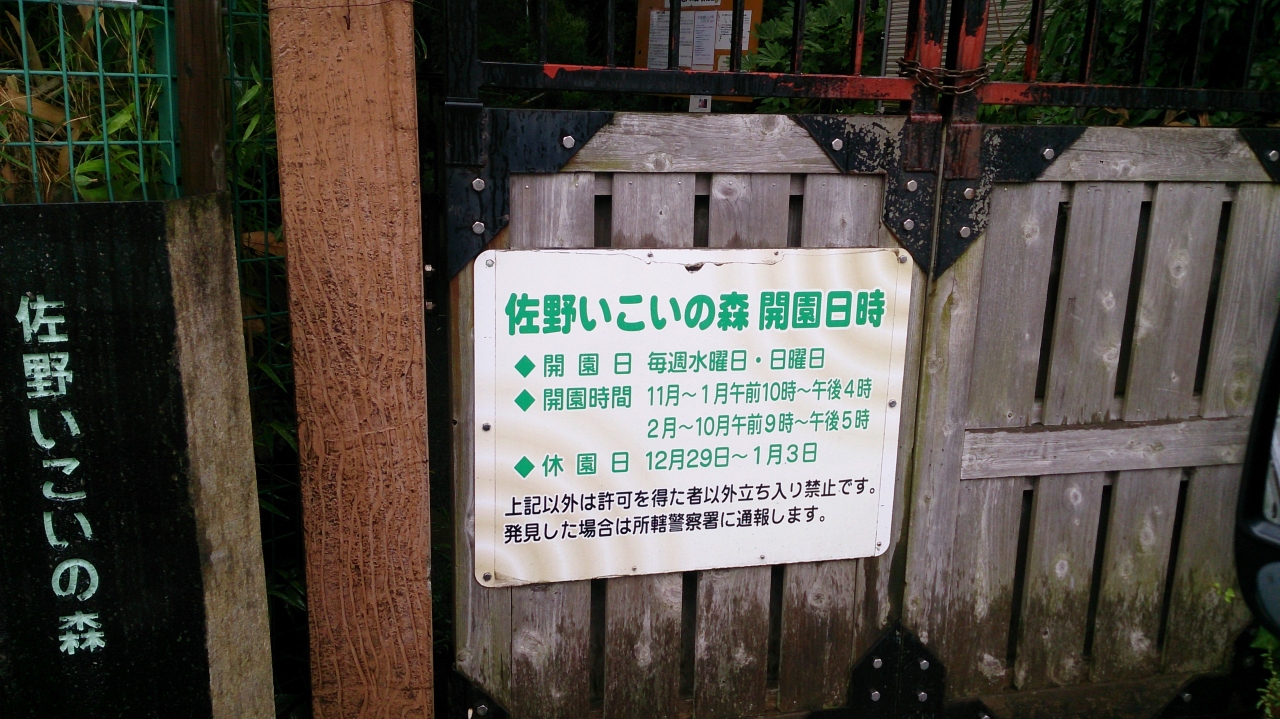 佐野いこいの森
佐野いこいの森 開園日時
◆開園日 毎週水曜日・日曜日
◆開園時間 11月～1月午前10時～午後4時
2月～10月午前9時～午後5時
◆休園日 12月29日～1月3日
上記以外は許可を得た者以外立ち入り禁止です。
発見した場合は所轄警察署に通報します。